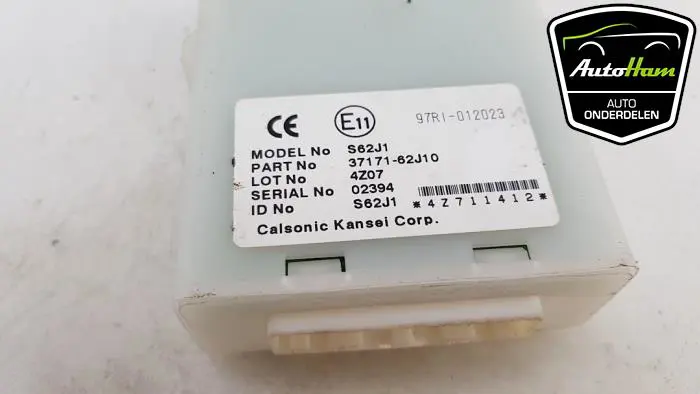 CE E11 97RI-012023
MODEL No S62J1
PART No 37171-62J10
LOT No 4Z07
SERIAL No 02394
ID No S62J1 *4Z711412*
Calsonic Kansei Corp.
AutoHam
AUTO
ONDERDELEN